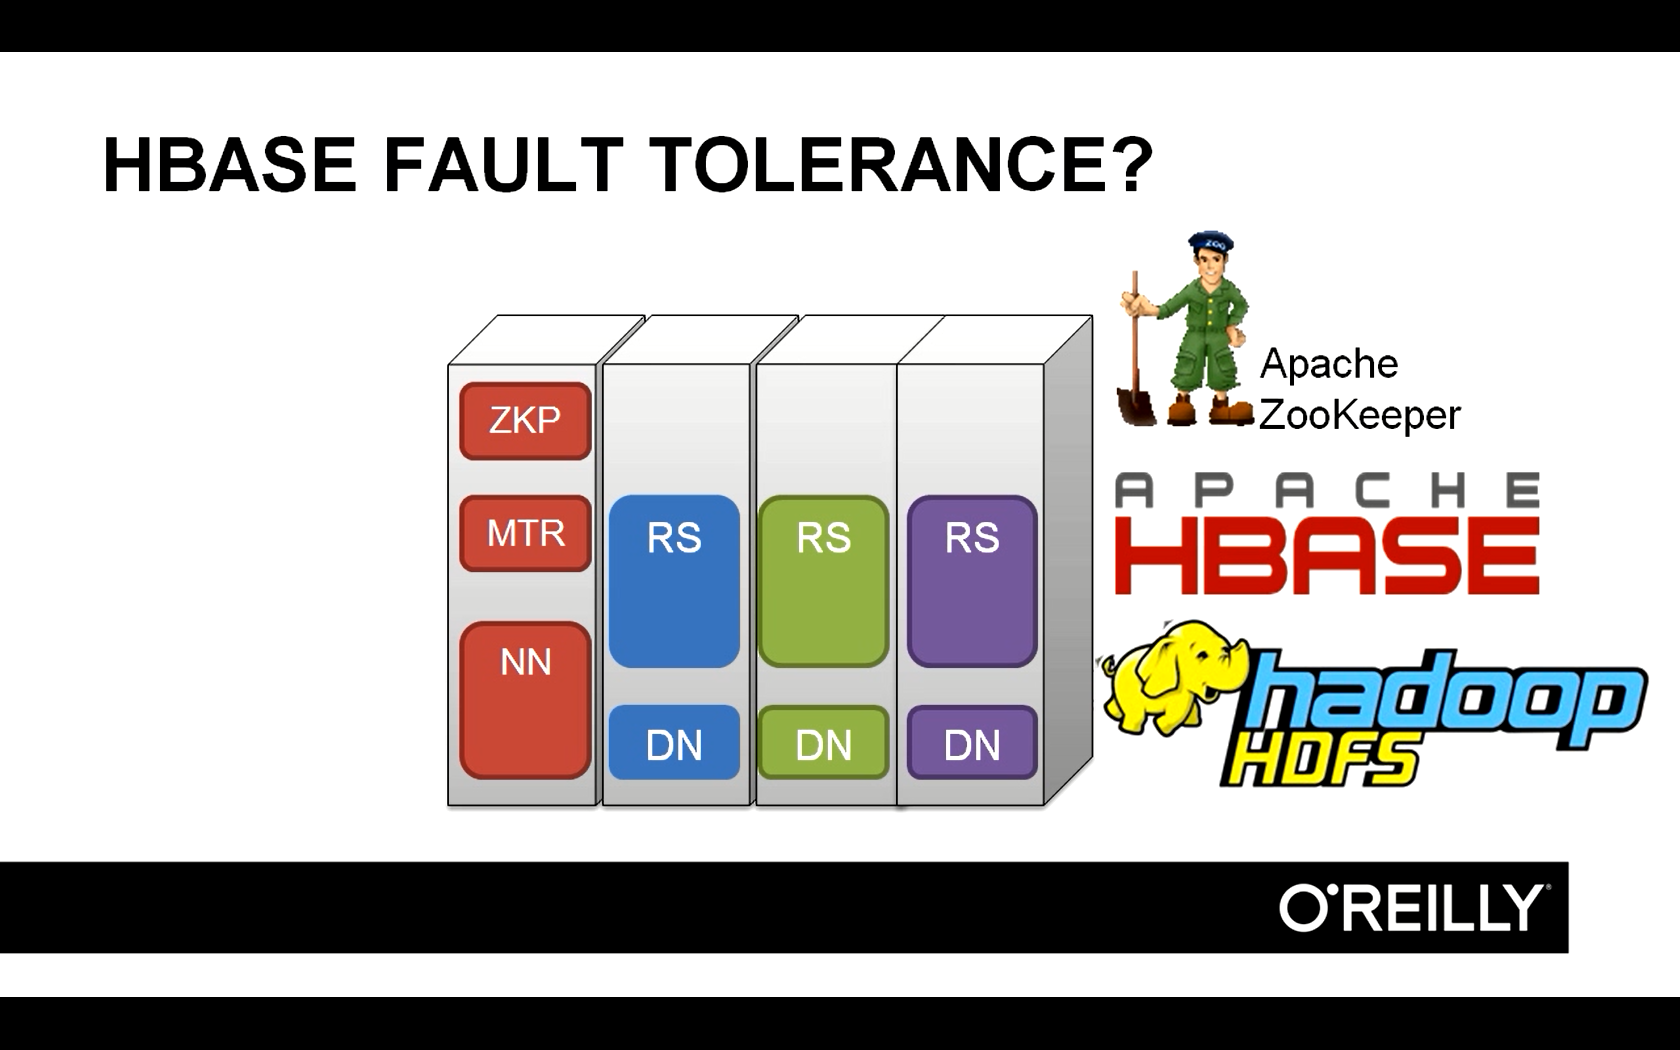 HBASE FAULT TOLERANCE?
ZOO
Apache
ZooKeeper
ZKP
MTR
NN
RS
RS
RS
DN
DN
DN
APACHE
HBASE
hadoop
HDFS
O'REILLY®